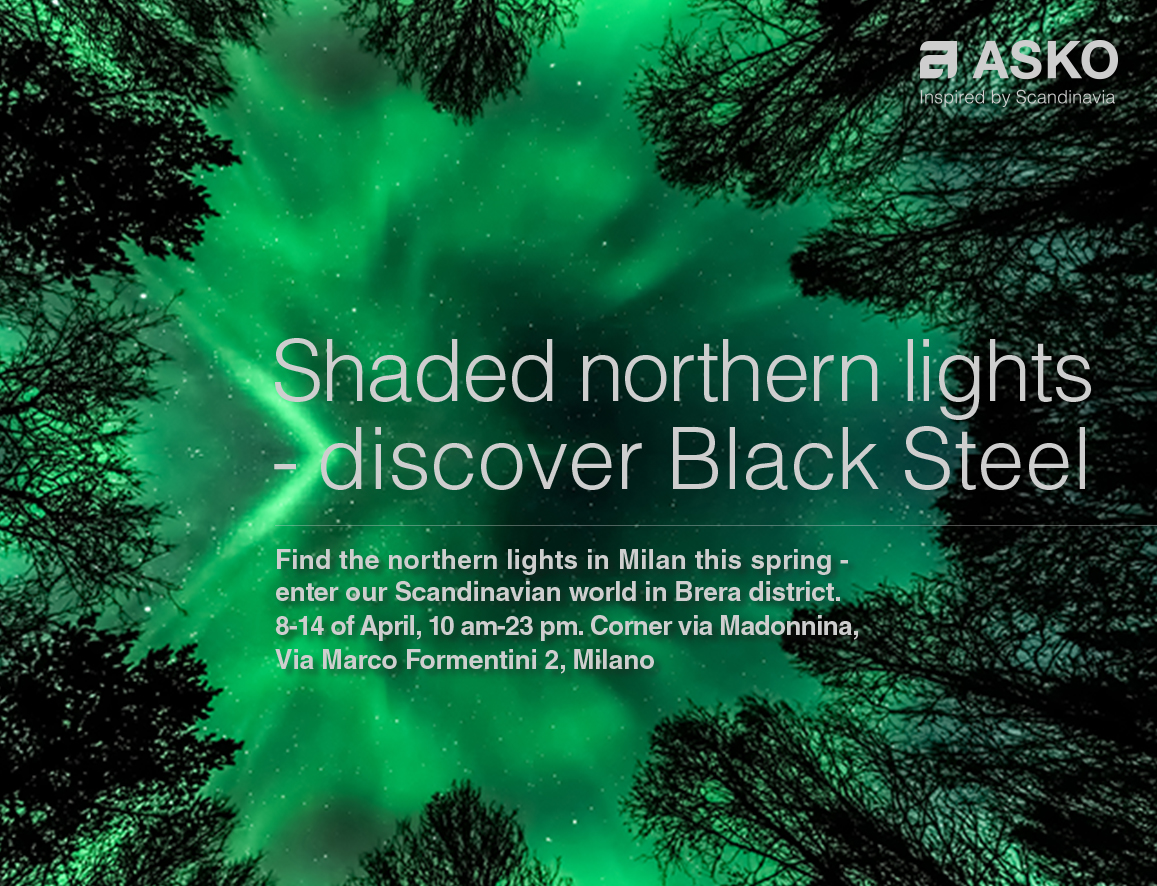 ASKO
Inspired by Scandinavia
Shaded northern lights
- discover Black Steel
Find the northern lights in Milan this spring -
enter our Scandinavian world in Brera district.
8-14 of April, 10 am-23 pm. Corner via Madonnina,
Via Marco Formentini 2, Milano